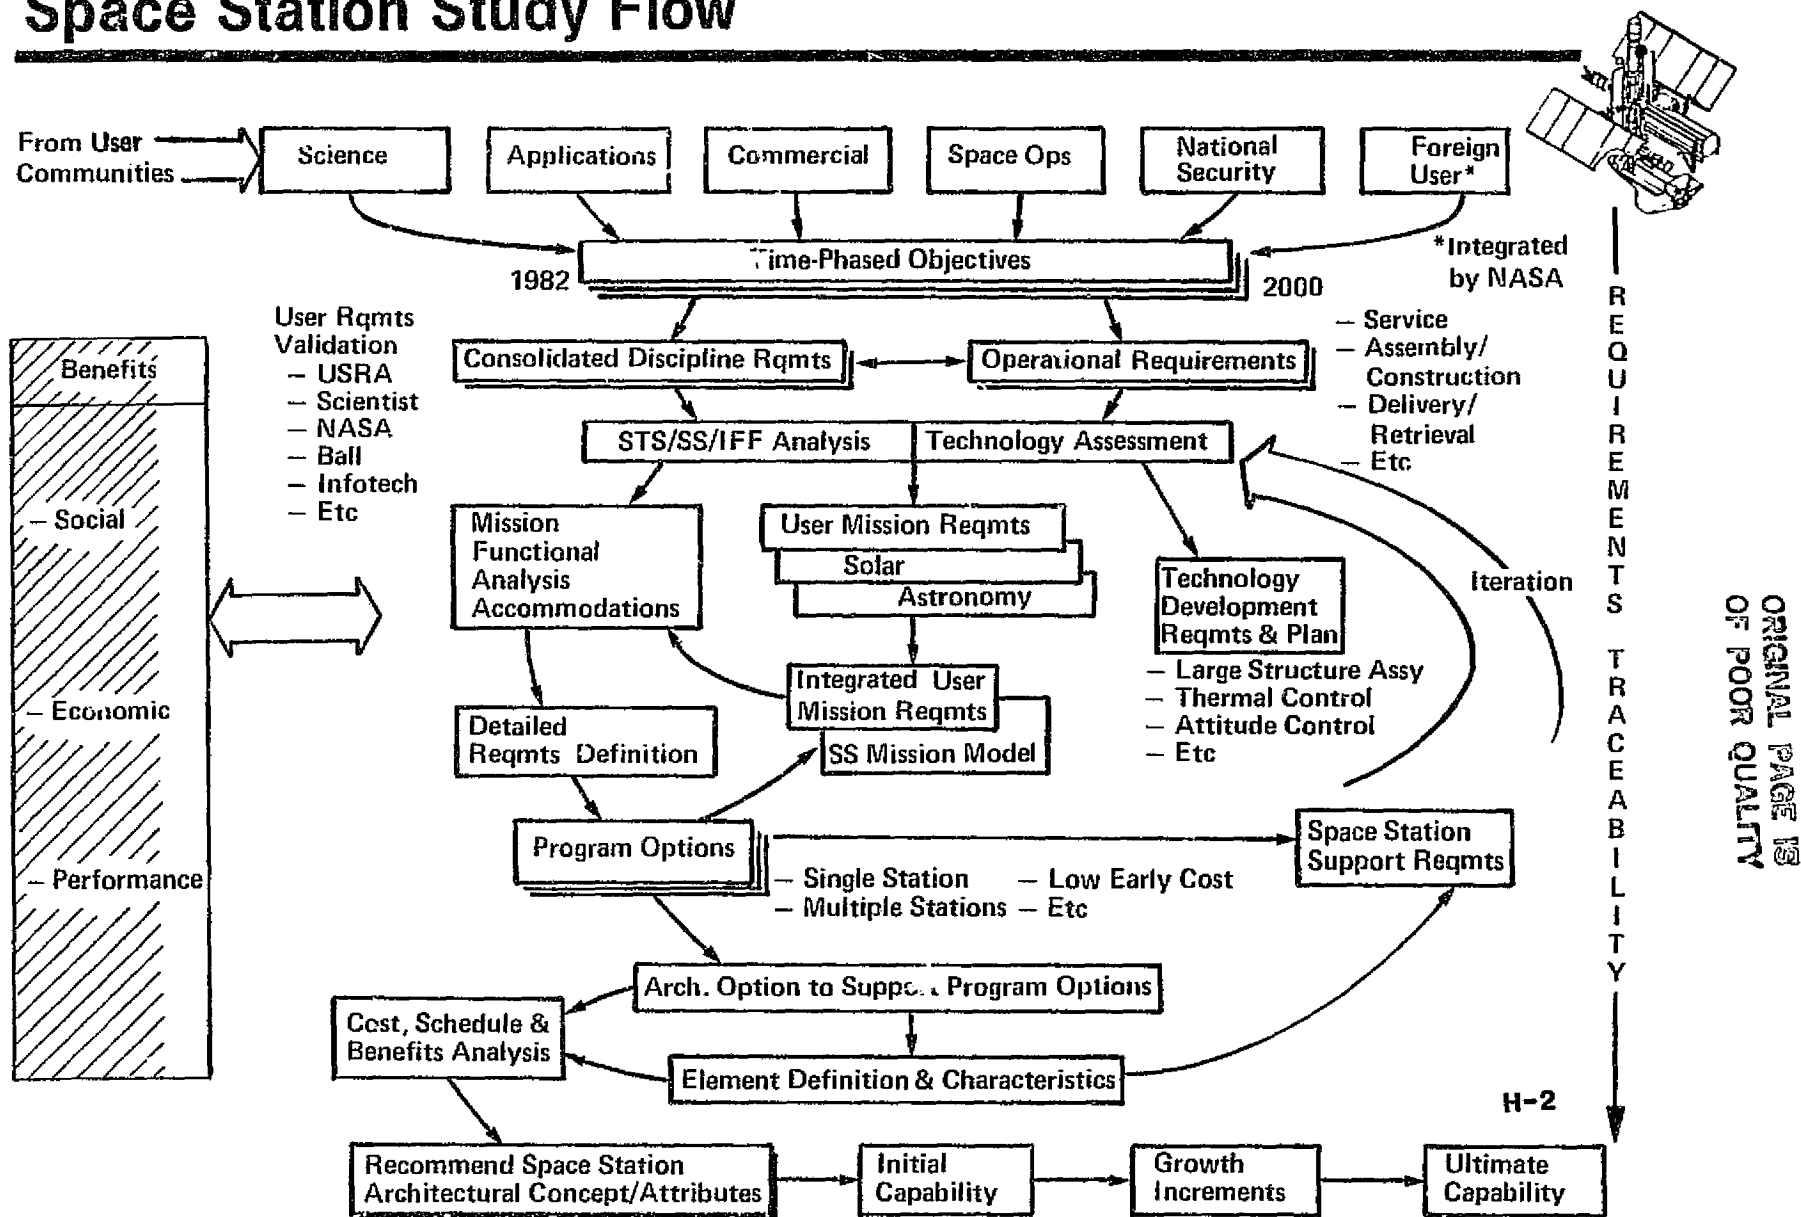 Space Station Study Flow
From User
Communities
Science
Applications
Commercial
Space Ops
National
Security
Foreign
User*
*Integrated
by NASA
Time-Phased Objectives
1982
2000
User Rqmts
Validation
– USRA
– Scientist
– NASA
– Ball
– Infotech
– Etc
Consolidated Discipline Rqmts
Operational Requirements
– Service
– Assembly/
Construction
– Delivery/
Retrieval
– Etc
Benefits
– Social
– Economic
– Performance
STS/SS/IFF Analysis
Technology Assessment
Mission
Functional
Analysis
Accommodations
User Mission Reqmts
Solar
Astronomy
Technology
Development
Reqmts & Plan
– Large Structure Assy
– Thermal Control
– Attitude Control
– Etc
Iteration
Integrated User
Mission Reqmts
SS Mission Model
Detailed
Reqmts Definition
Program Options
– Single Station – Low Early Cost
– Multiple Stations – Etc
Space Station
Support Reqmts
Arch. Option to Support Program Options
Cost, Schedule &
Benefits Analysis
Element Definition & Characteristics
H-2
Recommend Space Station
Architectural Concept/Attributes
Initial
Capability
Growth
Increments
Ultimate
Capability
REQUIREMENTS TRACEABILITY
ORIGINAL PAGE IS
OF POOR QUALITY